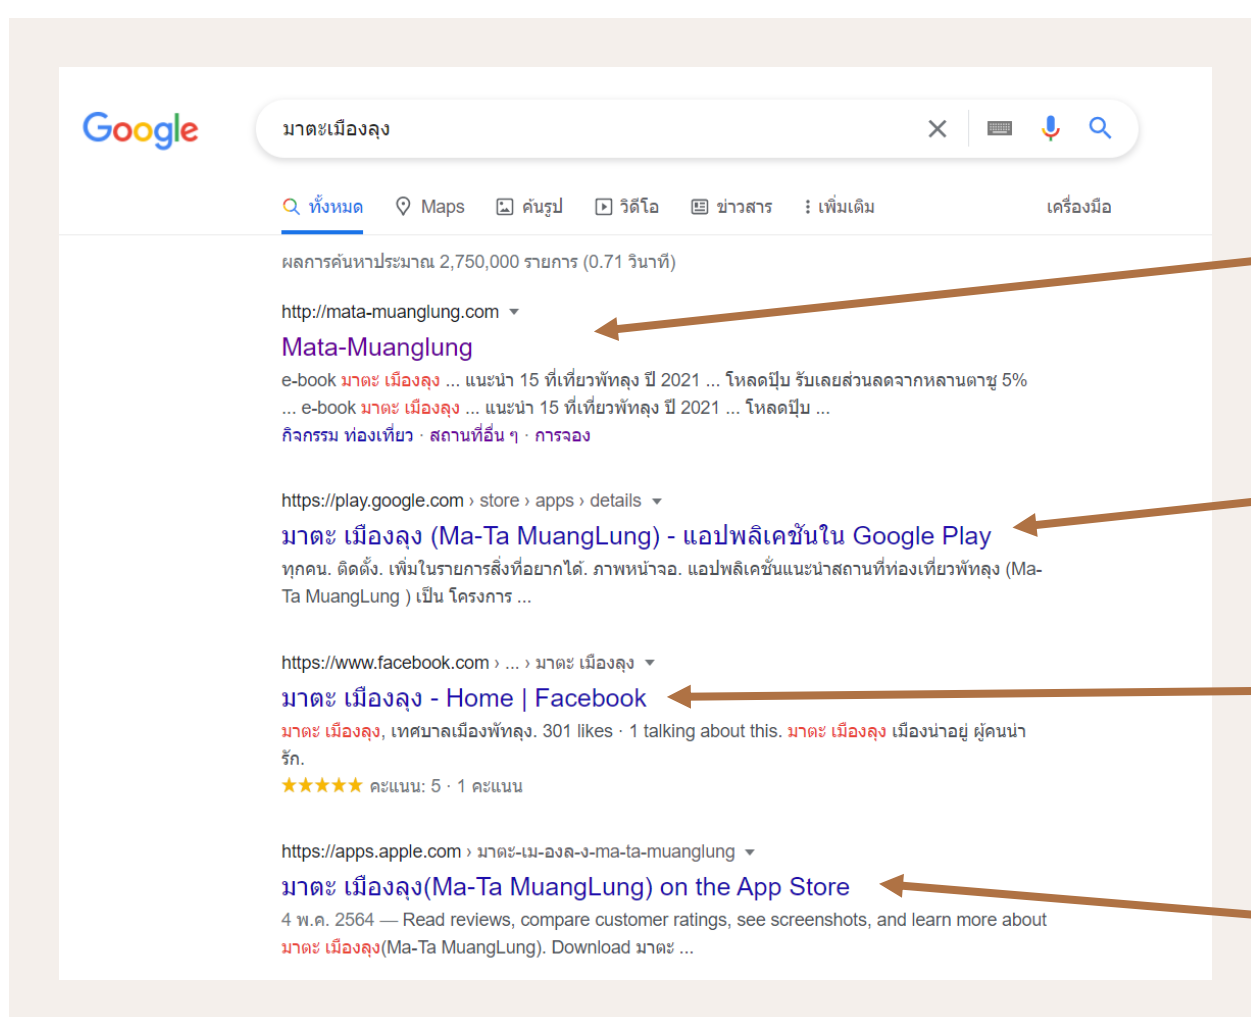 Google
มาตะเมืองลุง
ทั้งหมด Maps ค้นรูป วิดีโอ ข่าวสาร เพิ่มเติม เครื่องมือ
ผลการค้นหาประมาณ 2,750,000 รายการ (0.71 วินาที)
http://mata-muanglung.com
Mata-Muanglung
e-book มาตะ เมืองลุง ... แนะนำ 15 ที่เที่ยวพัทลุง ปี 2021 ... โหลดปุ๊บ รับเลยส่วนลดจากหลานตาชู 5%
... e-book มาตะ เมืองลุง ... แนะนำ 15 ที่เที่ยวพัทลุง ปี 2021 ... โหลดปุ๊บ ...
กิจกรรม ท่องเที่ยว · สถานที่อื่น ๆ · การจอง
https://play.google.com › store › apps › details
มาตะ เมืองลุง (Ma-Ta MuangLung) - แอปพลิเคชันใน Google Play
ทุกคน. ติดตั้ง. เพิ่มในรายการสิ่งที่อยากได้. ภาพหน้าจอ. แอปพลิเคชั่นแนะนำสถานที่ท่องเที่ยวพัทลุง (Ma-
Ta MuangLung ) เป็น โครงการ ...
https://www.facebook.com › ... › มาตะ เมืองลุง
มาตะ เมืองลุง - Home | Facebook
มาตะ เมืองลุง, เทศบาลเมืองพัทลุง. 301 likes · 1 talking about this. มาตะ เมืองลุง เมืองน่าอยู่ ผู้คนน่า
รัก.
★★★★★ คะแนน: 5 · 1 คะแนน
https://apps.apple.com › มาตะ-เม-องล-ง-ma-ta-muanglung
มาตะ เมืองลุง(Ma-Ta MuangLung) on the App Store
4 พ.ค. 2564 — Read reviews, compare customer ratings, see screenshots, and learn more about
มาตะ เมืองลุง(Ma-Ta MuangLung). Download มาตะ ...